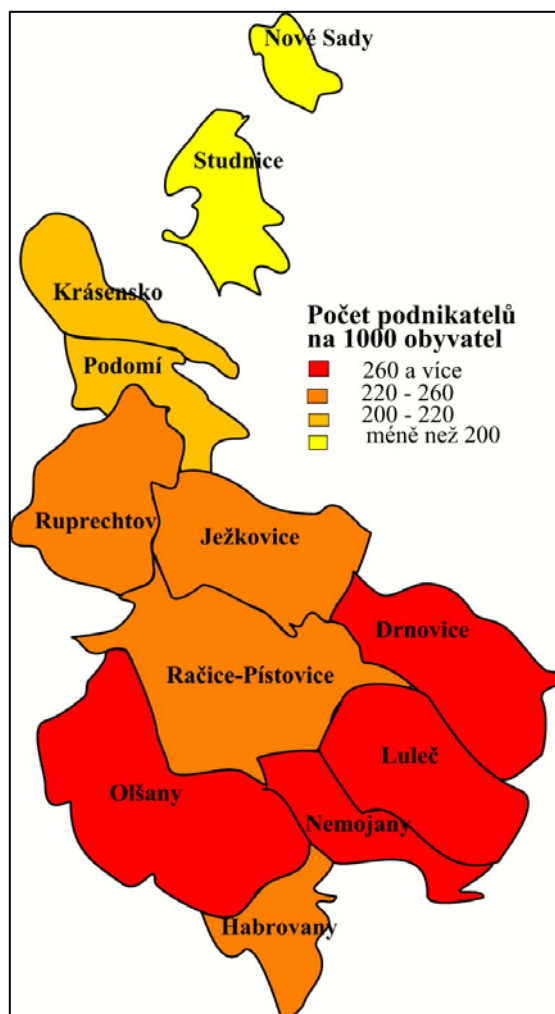 Nové Sady
Studnice
Krásensko
Počet podnikatelů
na 1000 obyvatel
260 a více
220 - 260
200 - 220
méně než 200
Podomí
Ruprechtov
Ježkovice
Drnovice
Račice-Pístovice
Luleč
Olšany
Nemojany
Habrovany